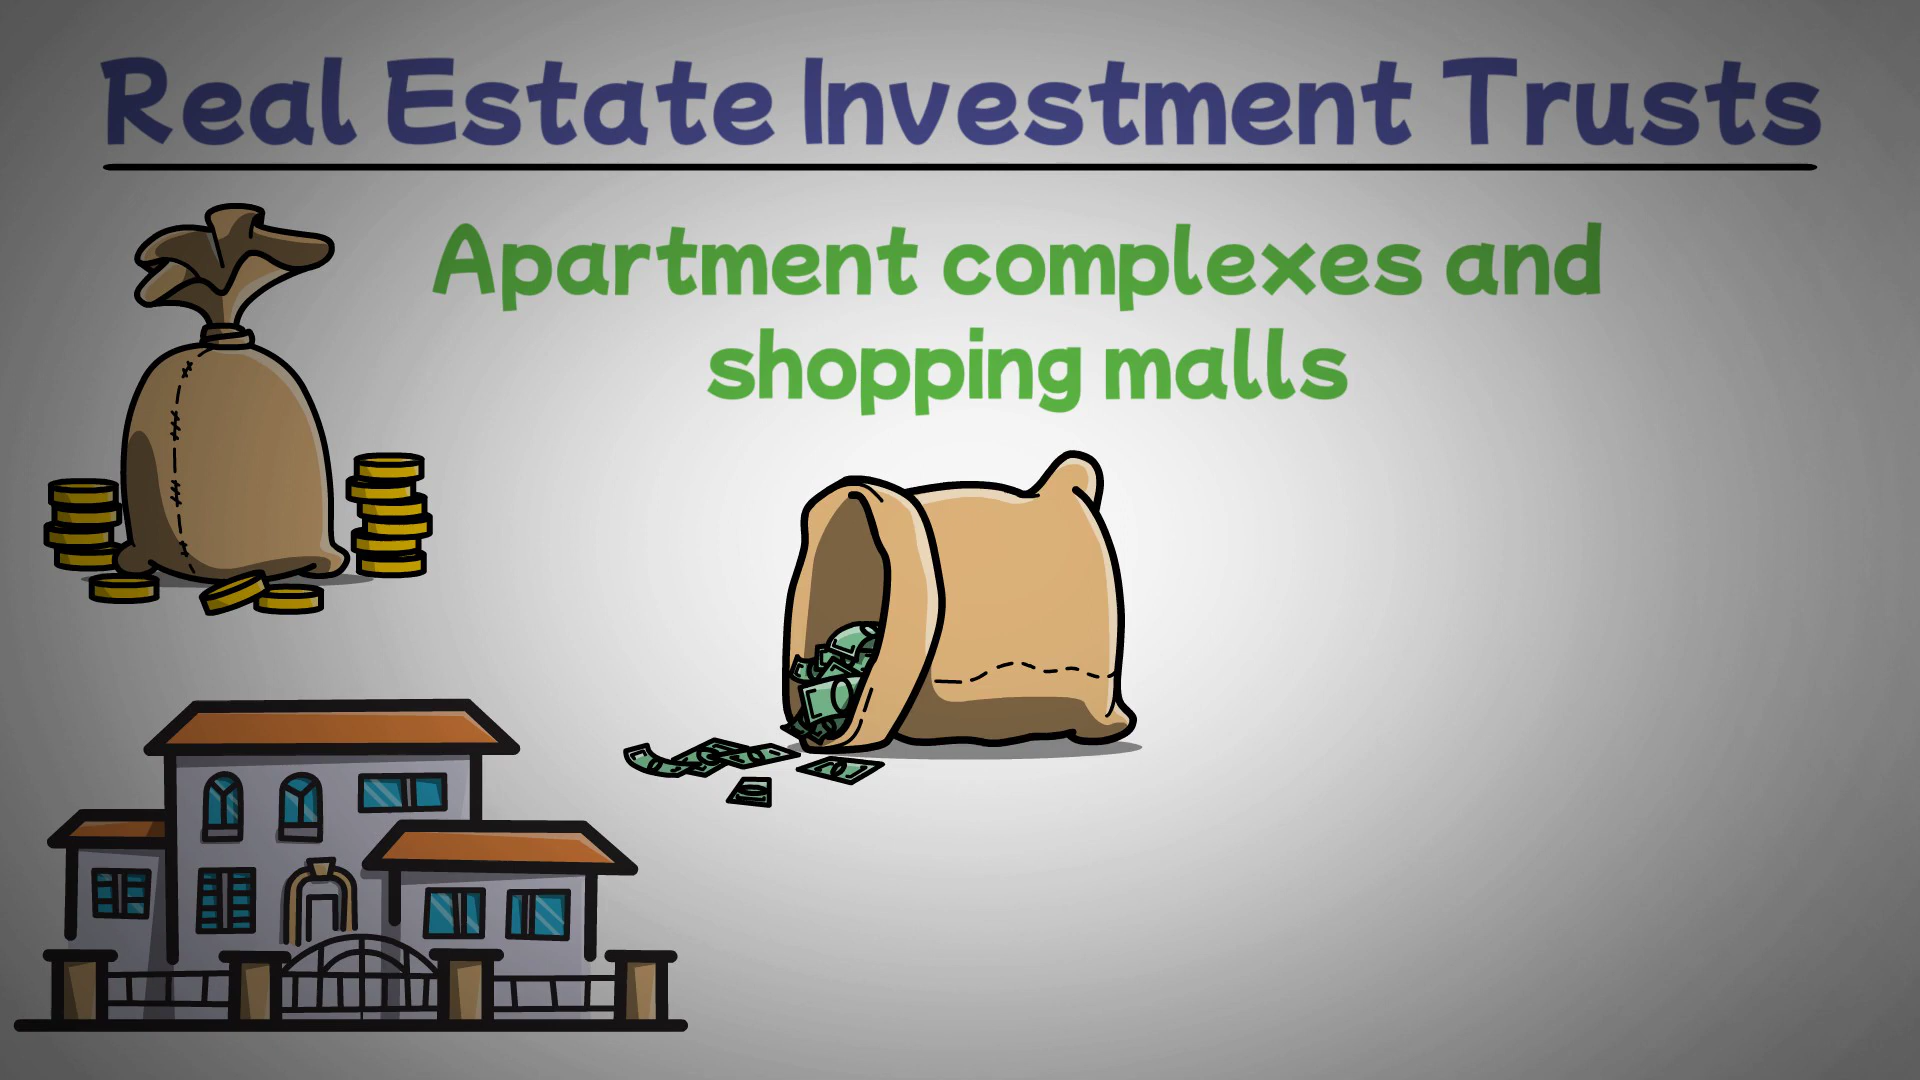 Real Estate Investment Trusts
Apartment complexes and
shopping malls